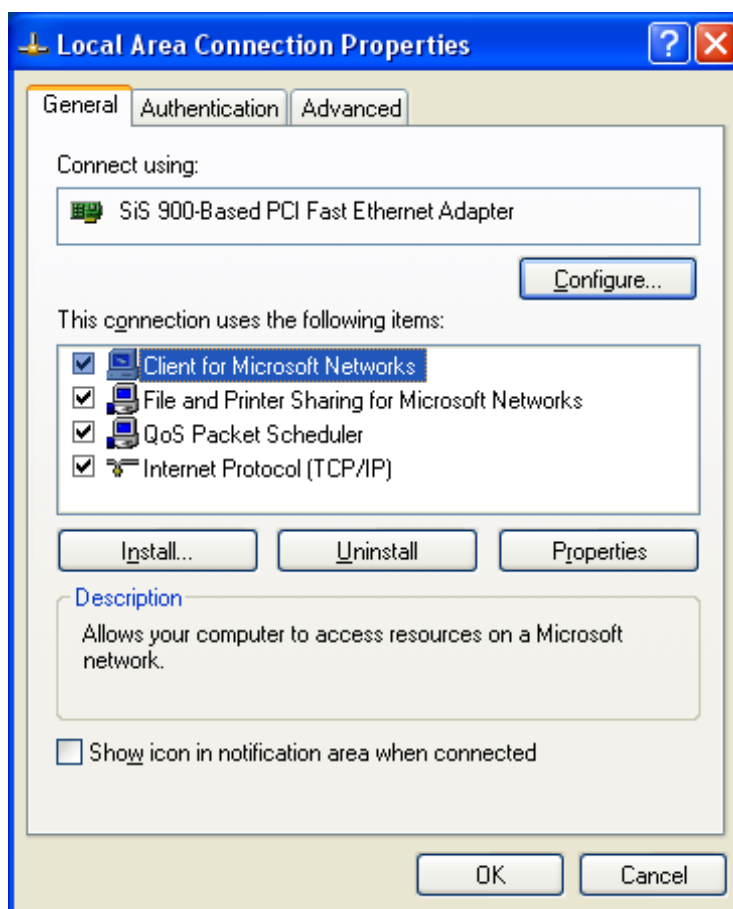 Local Area Connection Properties
General Authentication Advanced
Connect using:
SiS 900-Based PCI Fast Ethernet Adapter
Configure...
This connection uses the following items:
Client for Microsoft Networks
File and Printer Sharing for Microsoft Networks
QoS Packet Scheduler
Internet Protocol (TCP/IP)
Install... Uninstall Properties
Description
Allows your computer to access resources on a Microsoft
network.
Show icon in notification area when connected
OK Cancel